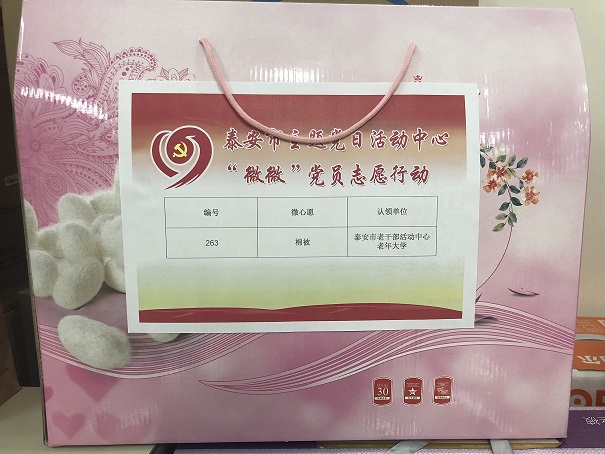 泰安市主题党日活动中心
“微微”党员志愿行动
编号 微心愿 认领单位
263 棉被 泰安市老干部活动中心
老年大学
30